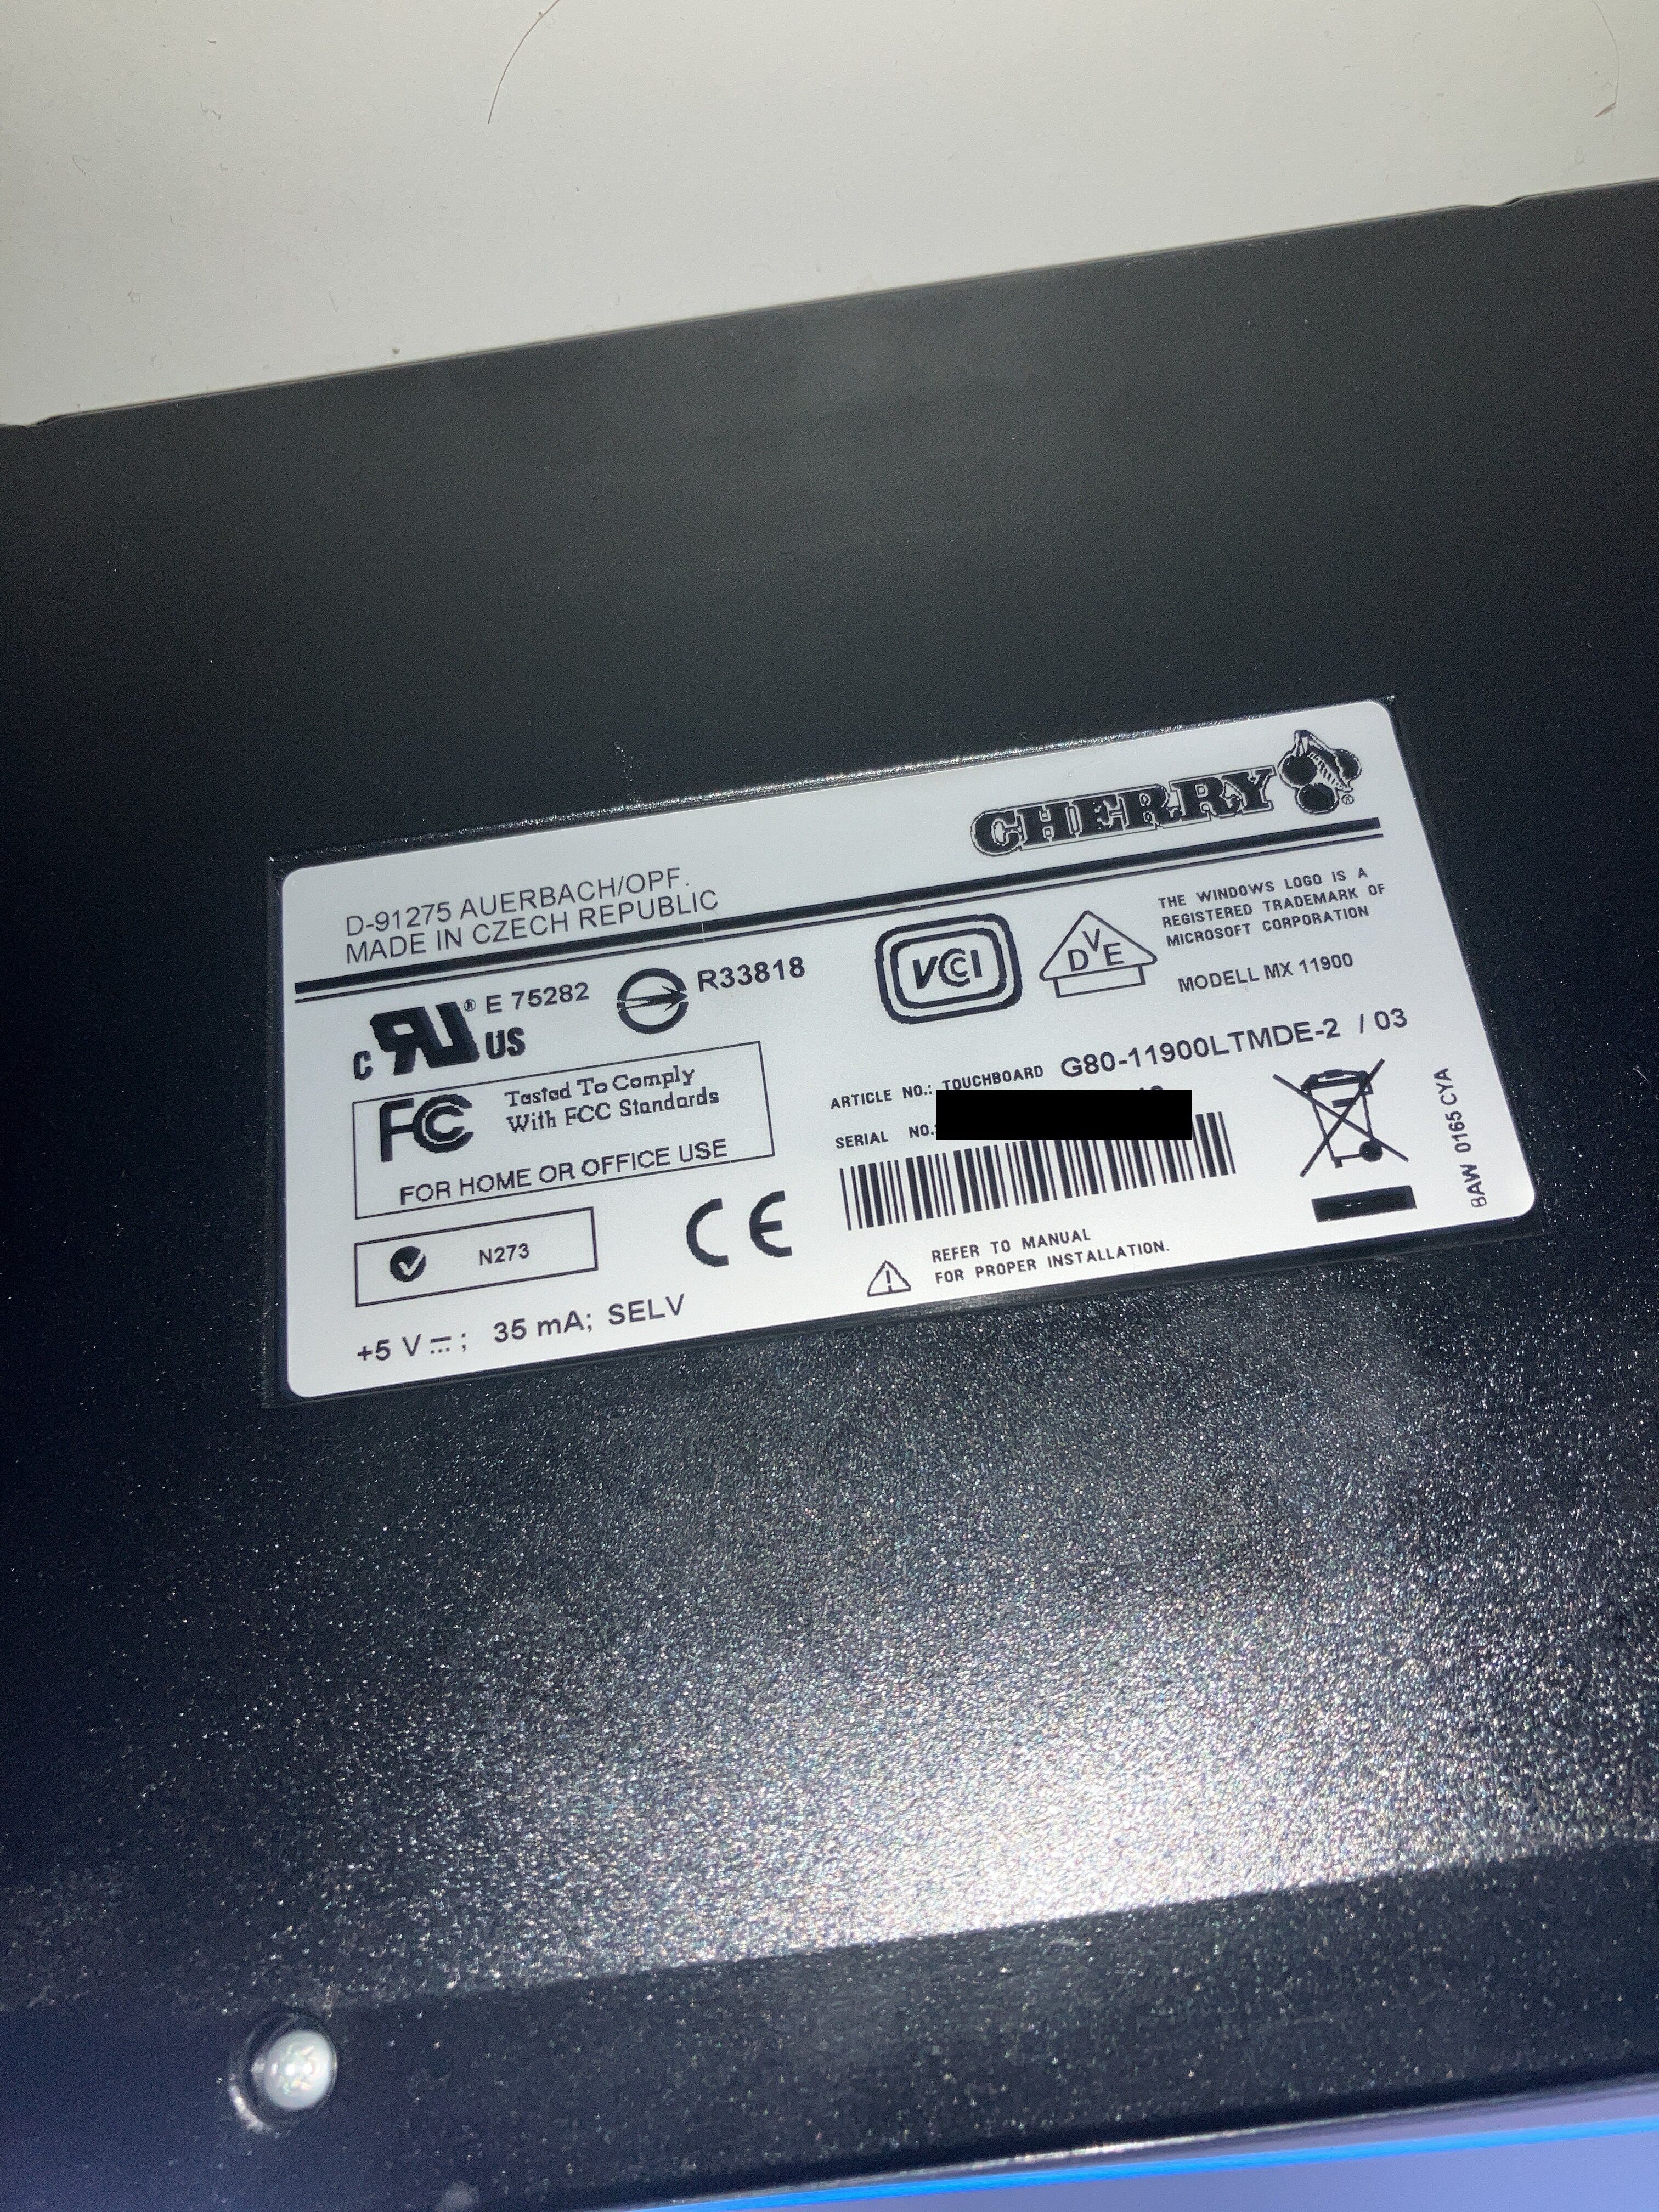 CHERRY®
D-91275 AUERBACH/OPF.
MADE IN CZECH REPUBLIC
c RU® US E 75282
R33818
VCI
DVE
THE WINDOWS LOGO IS A
REGISTERED TRADEMARK OF
MICROSOFT CORPORATION
MODELL MX 11900
FC Tested To Comply
With FCC Standards
FOR HOME OR OFFICE USE
ARTICLE NO.: TOUCHBOARD G80-11900LTMDE-2 / 03
SERIAL NO.
N273
CE
REFER TO MANUAL
FOR PROPER INSTALLATION.
+5 V⎓; 35 mA; SELV
0165 CYA